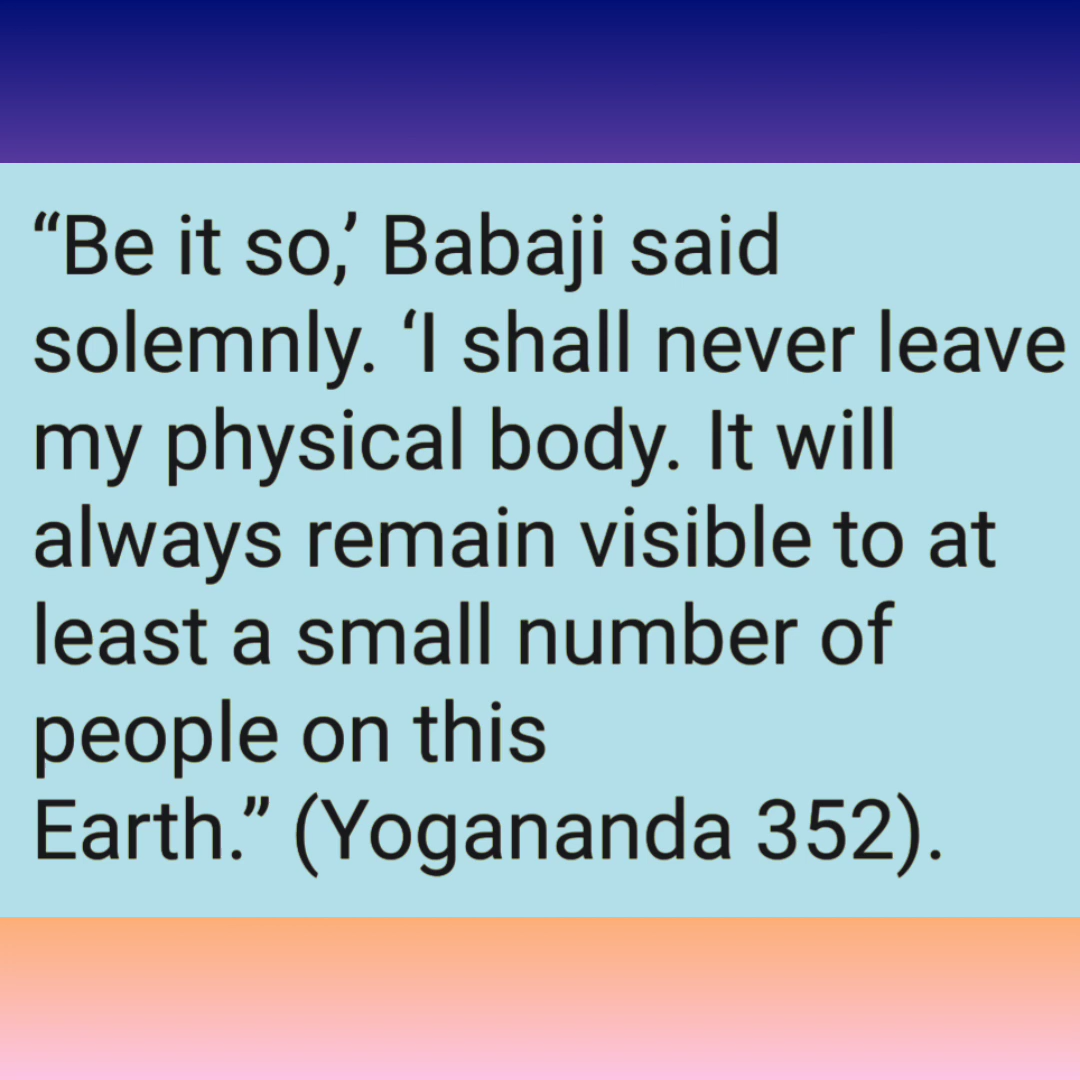 “Be it so,’ Babaji said
solemnly. ‘I shall never leave
my physical body. It will
always remain visible to at
least a small number of
people on this
Earth.” (Yogananda 352).